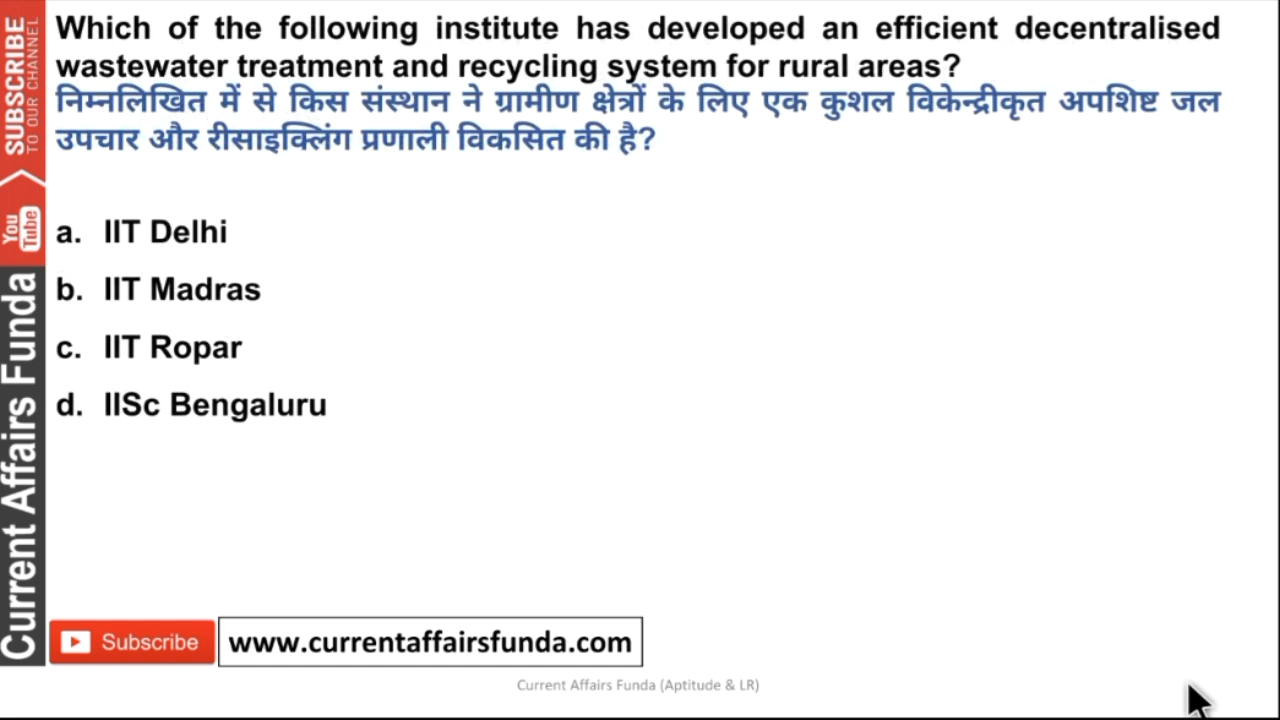 Which of the following institute has developed an efficient decentralised
wastewater treatment and recycling system for rural areas?
निम्नलिखित में से किस संस्थान ने ग्रामीण क्षेत्रों के लिए एक कुशल विकेन्द्रीकृत अपशिष्ट जल
उपचार और रीसाइक्लिंग प्रणाली विकसित की है?
a. IIT Delhi
b. IIT Madras
c. IIT Ropar
d. IISc Bengaluru
SUBSCRIBE
TO OUR CHANNEL
You
Tube
Current Affairs Funda
Subscribe
www.currentaffairsfunda.com
Current Affairs Funda (Aptitude & LR)